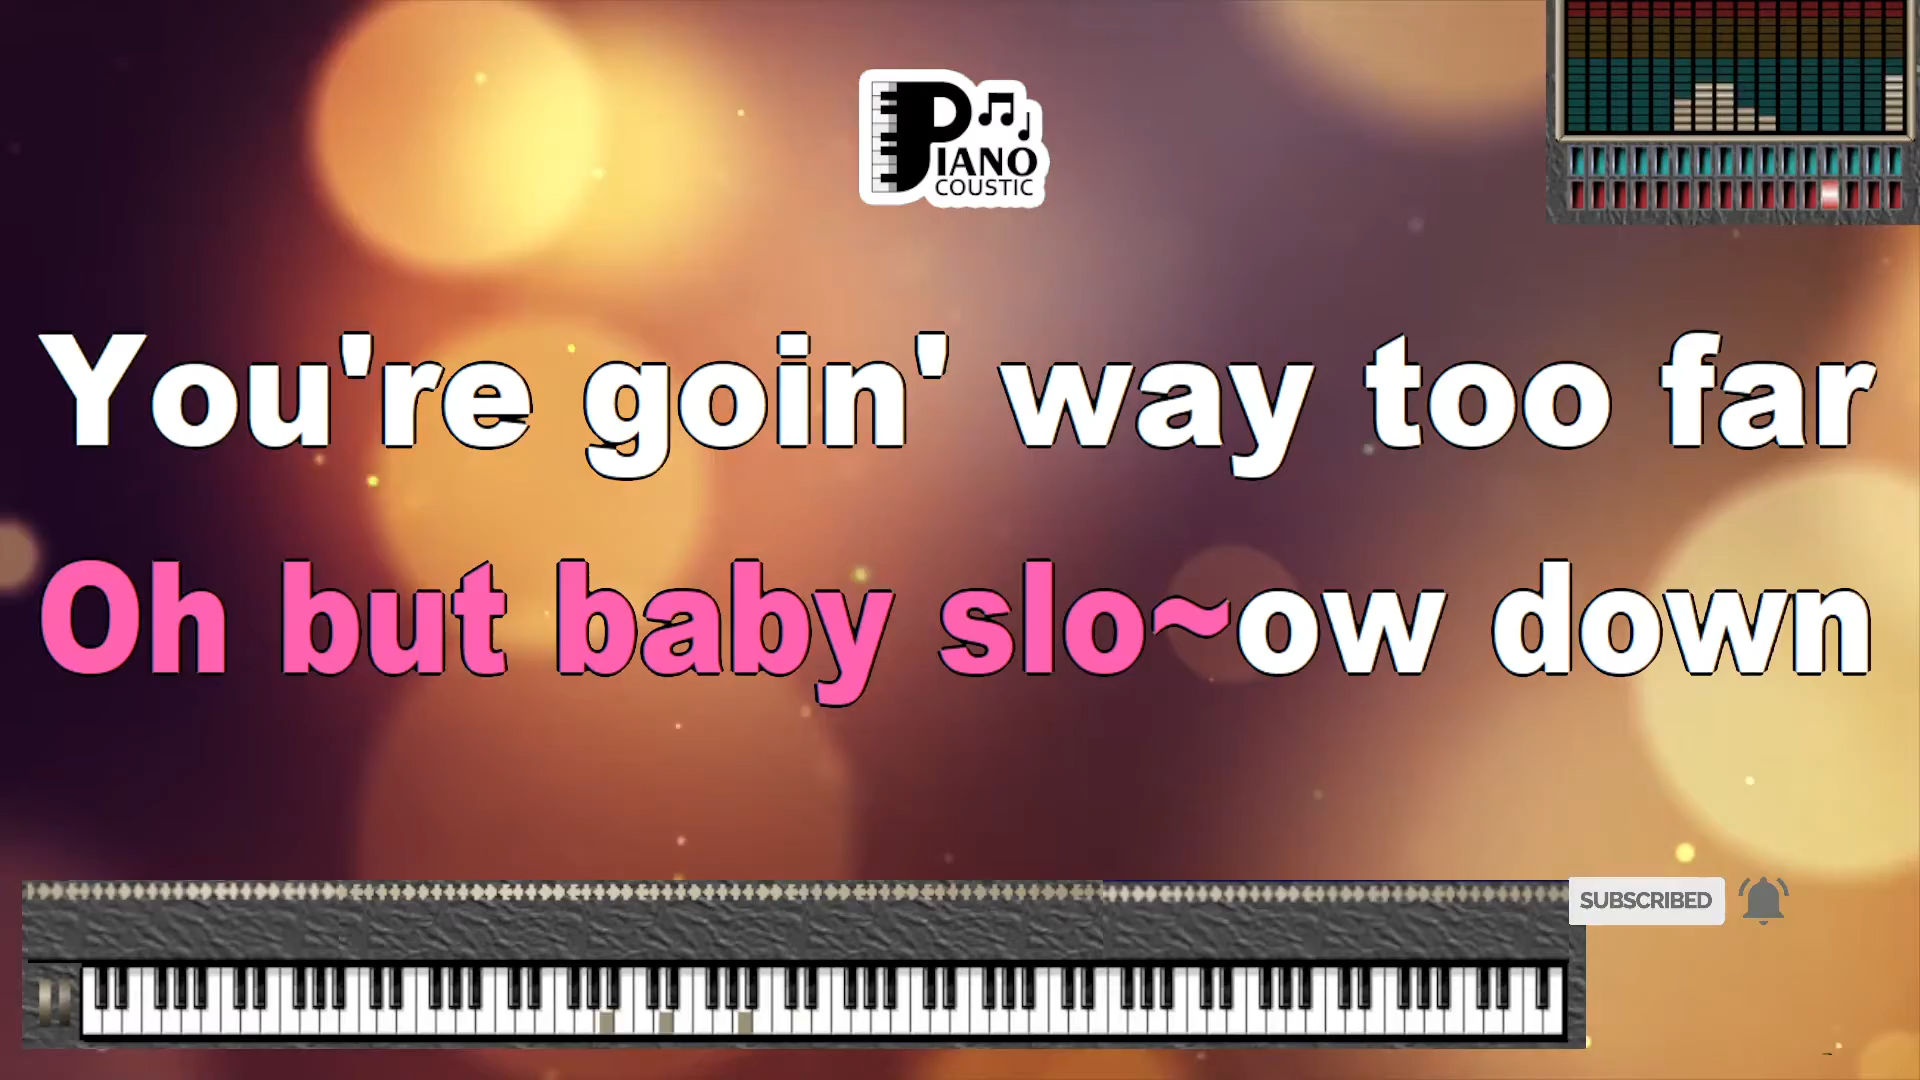 PIANO
COUSTIC
You're goin' way too far
Oh but baby slo~ow down
SUBSCRIBED